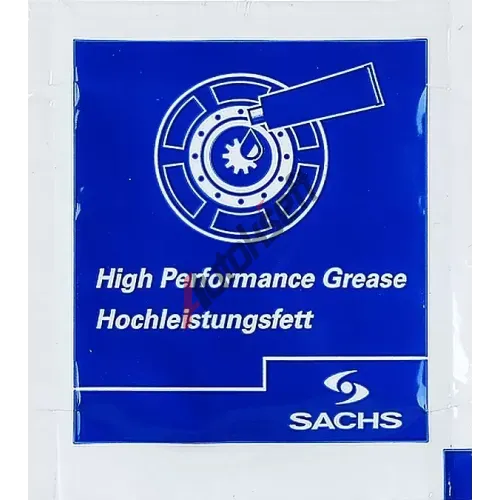 High Performance Grease
Hochleistungsfett
SACHS